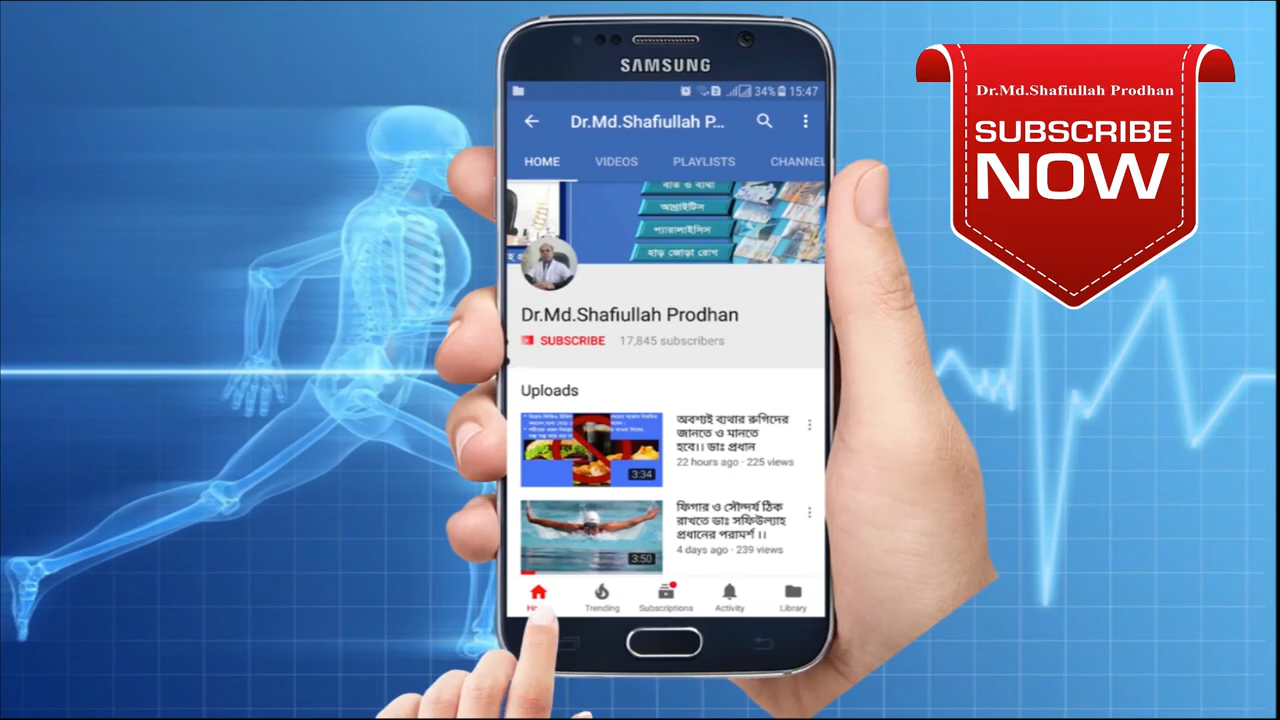 SAMSUNG
34% 15:47
Dr.Md.Shafiullah P...
HOME VIDEOS PLAYLISTS CHANNEL
বাত ও ব্যথা
আর্থ্রাইটিস
প্যারালাইসিস
হাড় জোড়া রোগ
Dr.Md.Shafiullah Prodhan
SUBSCRIBE 17,845 subscribers
Uploads
অবশ্যই ব্যথার রুগিদের
জানতে ও মানতে
হবে।। ডাঃ প্রধান
22 hours ago · 225 views
3:34
ফিগার ও সৌন্দর্য ঠিক
রাখতে ডাঃ সফিউল্যাহ
প্রধানের পরামর্শ ।।
4 days ago · 239 views
3:50
Trending Subscriptions Activity Library
Dr.Md.Shafiullah Prodhan
SUBSCRIBE
NOW